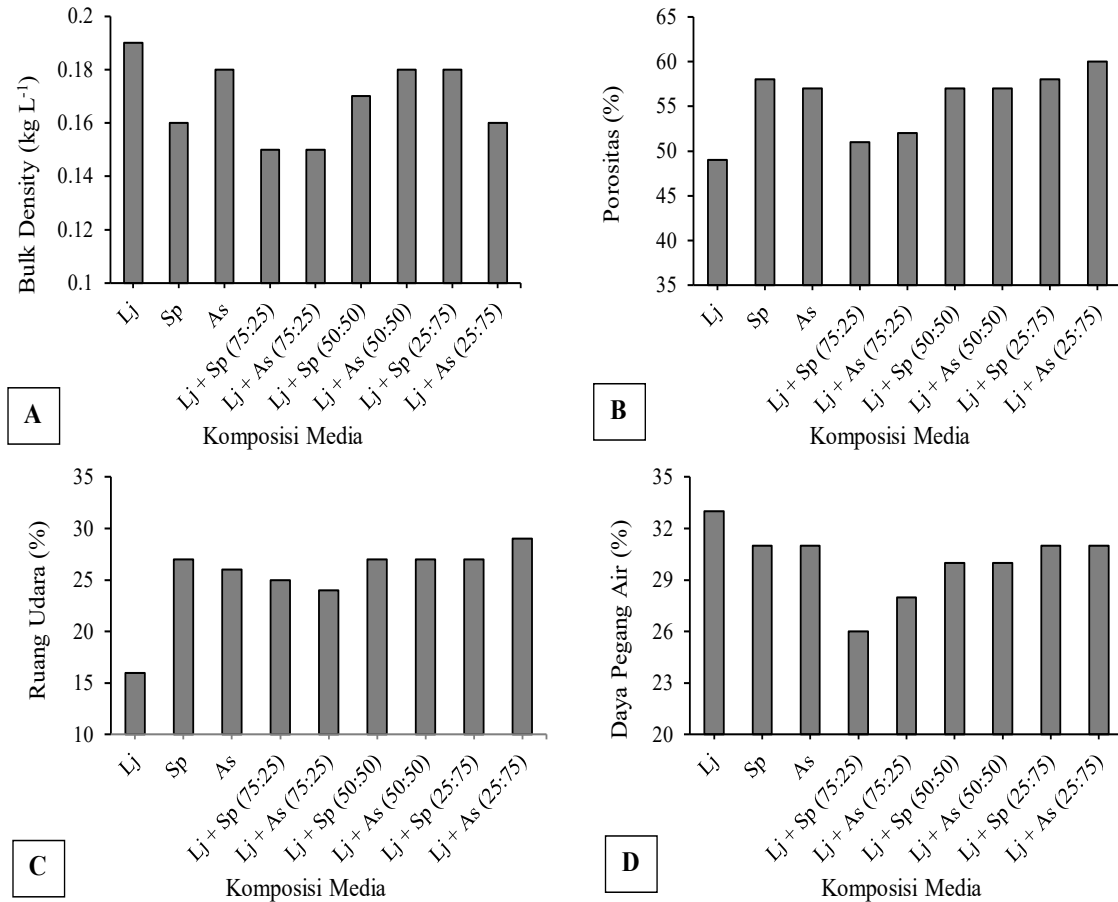 Bulk Density (kg L⁻¹)
0.2
0.18
0.16
0.14
0.12
0.1
Lj
Sp
As
Lj + Sp (75:25)
Lj + As (75:25)
Lj + Sp (50:50)
Lj + As (50:50)
Lj + Sp (25:75)
Lj + As (25:75)
Komposisi Media
A
Porositas (%)
65
60
55
50
45
40
35
Lj
Sp
As
Lj + Sp (75:25)
Lj + As (75:25)
Lj + Sp (50:50)
Lj + As (50:50)
Lj + Sp (25:75)
Lj + As (25:75)
Komposisi Media
B
Ruang Udara (%)
35
30
25
20
15
10
Lj
Sp
As
Lj + Sp (75:25)
Lj + As (75:25)
Lj + Sp (50:50)
Lj + As (50:50)
Lj + Sp (25:75)
Lj + As (25:75)
Komposisi Media
C
Daya Pegang Air (%)
35
32
29
26
23
20
Lj
Sp
As
Lj + Sp (75:25)
Lj + As (75:25)
Lj + Sp (50:50)
Lj + As (50:50)
Lj + Sp (25:75)
Lj + As (25:75)
Komposisi Media
D